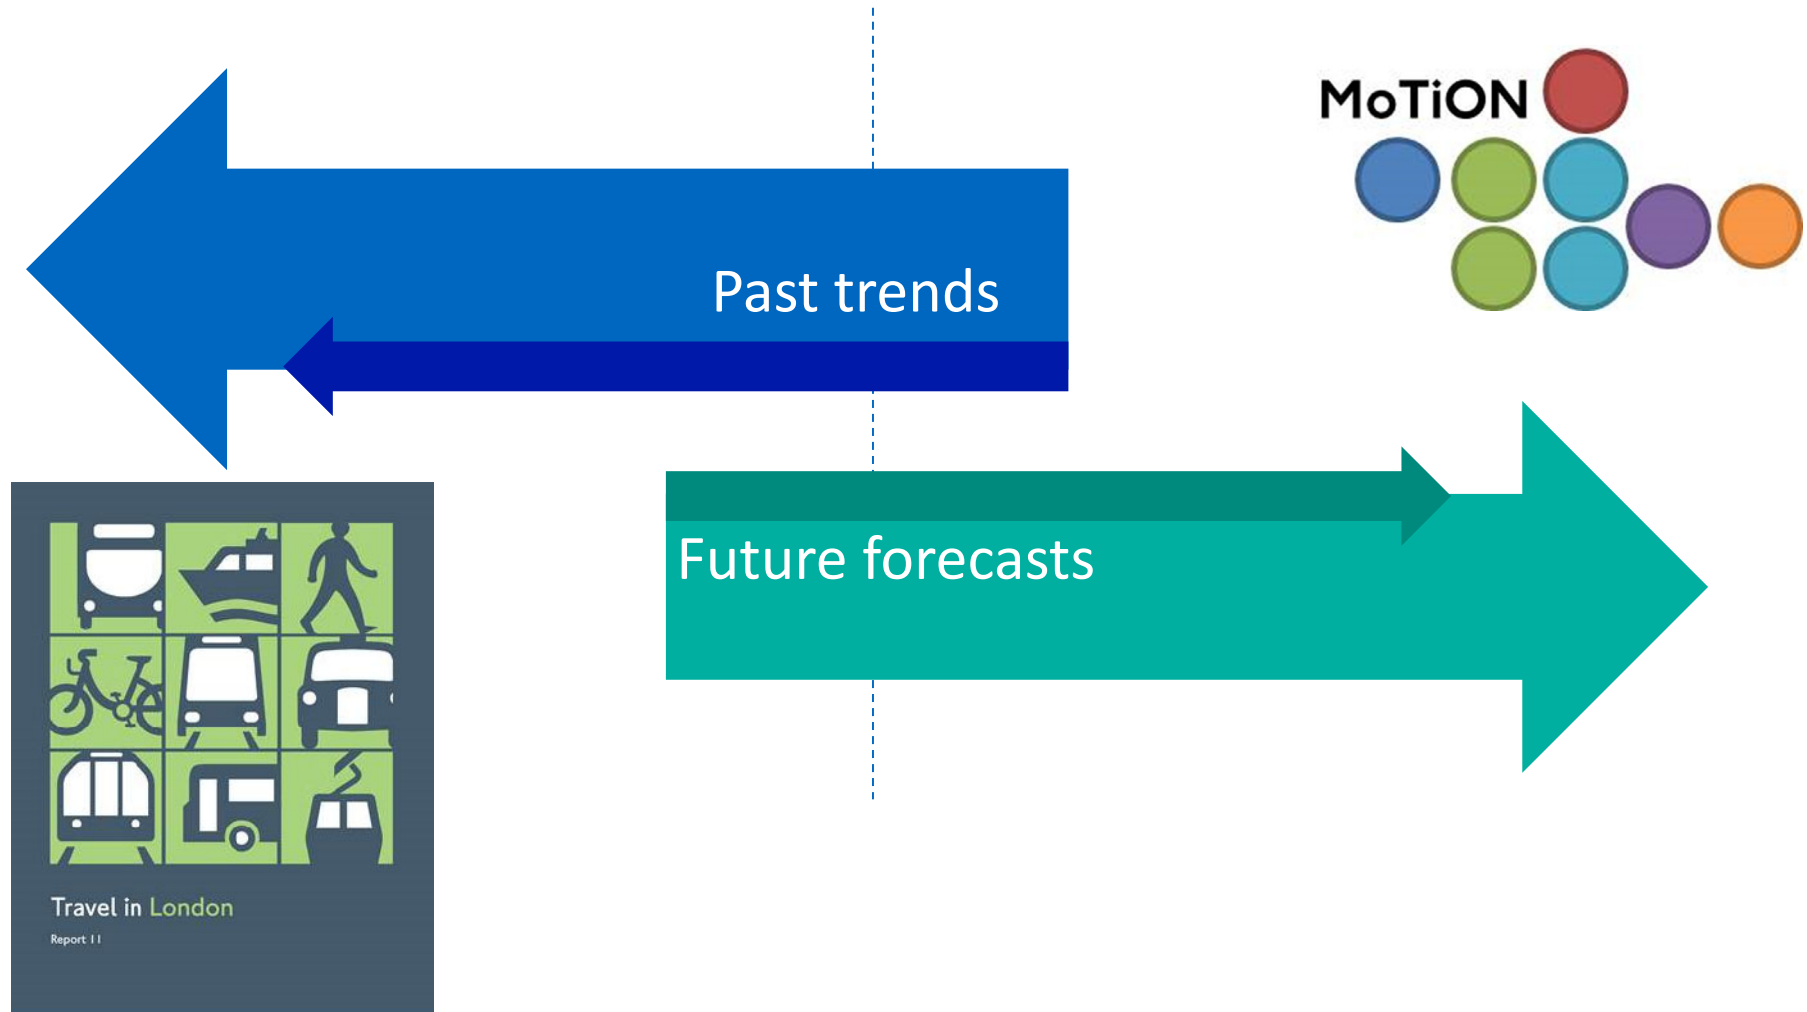 MoTiON
Past trends
Future forecasts
Travel in London
Report 11